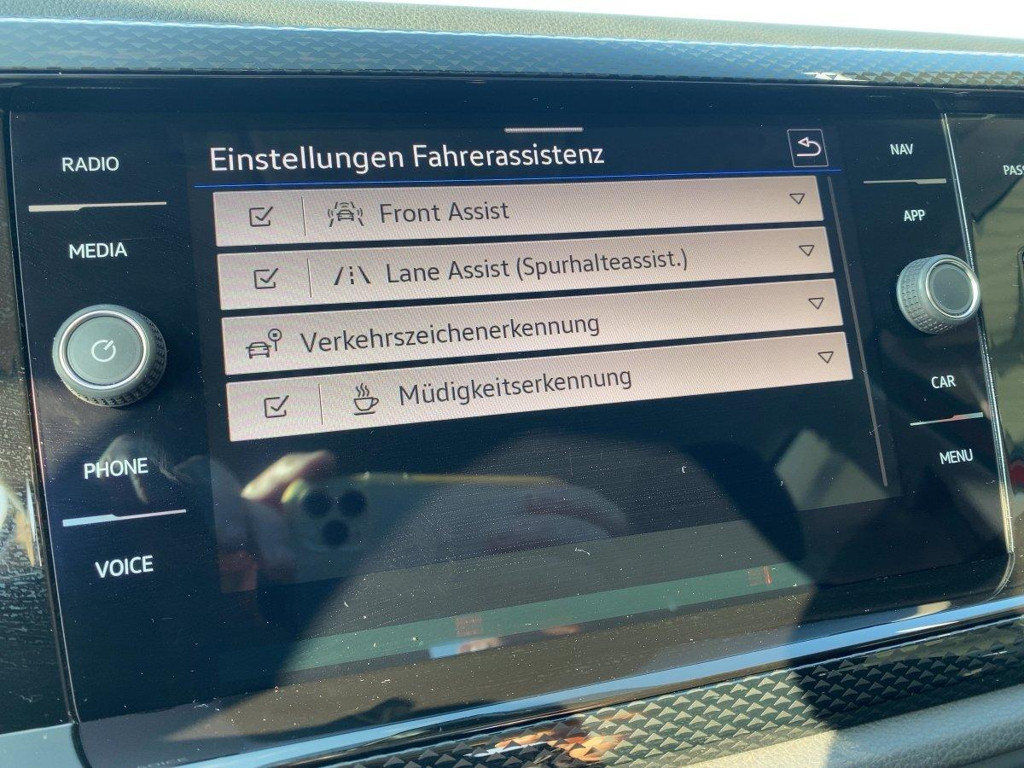 RADIO
MEDIA
PHONE
VOICE
Einstellungen Fahrerassistenz
Front Assist
Lane Assist (Spurhalteassist.)
Verkehrszeichenerkennung
Müdigkeitserkennung
NAV
APP
CAR
MENU